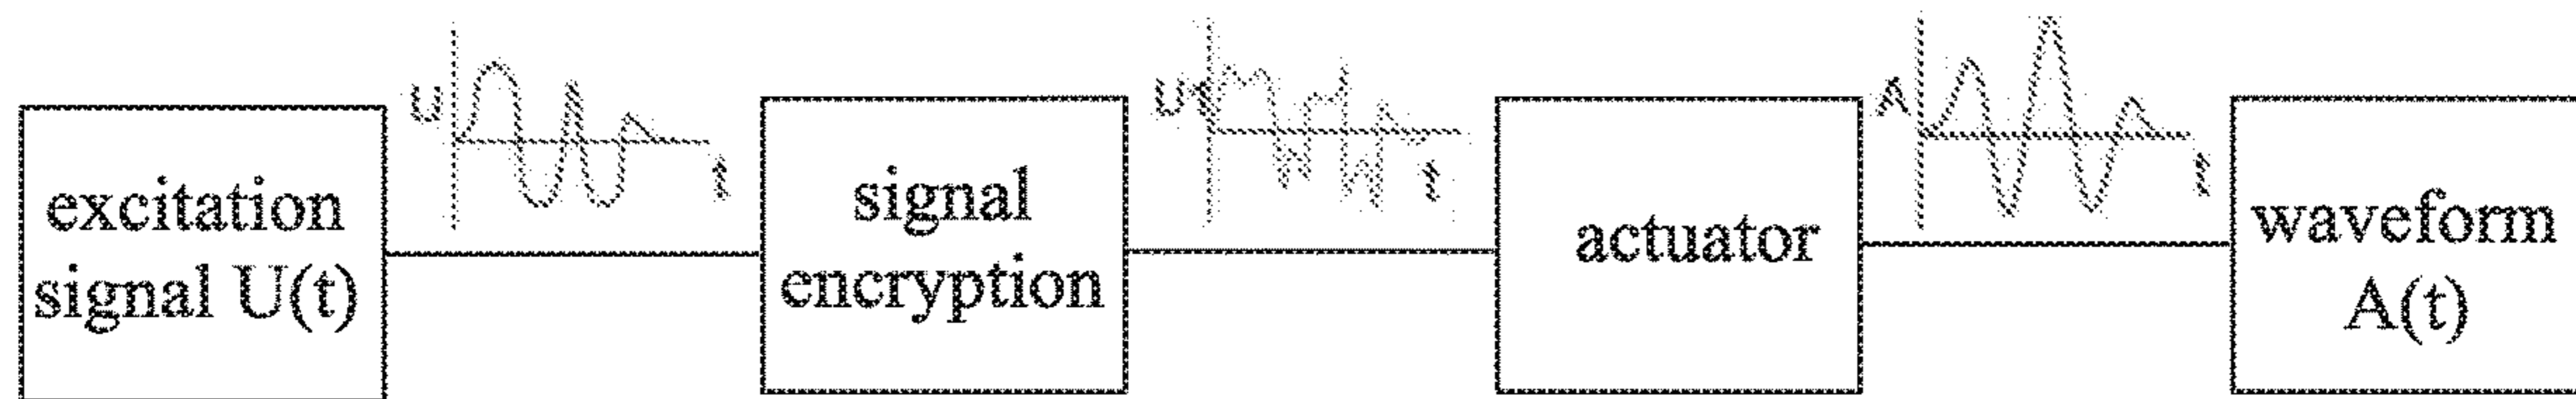 excitation
signal U(t)
U
t
signal
encryption
U
t
actuator
A
t
waveform
A(t)